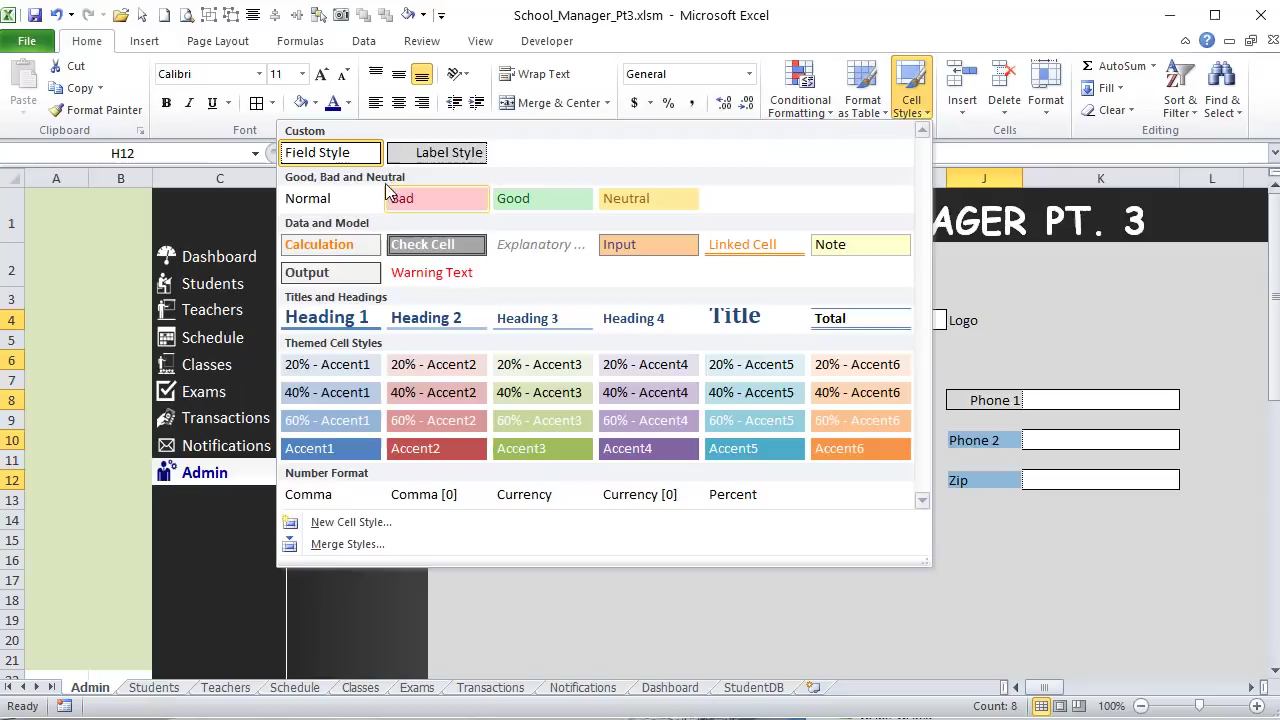 School_Manager_Pt3.xlsm - Microsoft Excel
File Home Insert Page Layout Formulas Data Review View Developer
Paste
Cut
Copy
Format Painter
Clipboard
Calibri 11
B I U A
Font
Wrap Text
Merge & Center
General
$ % ,
Conditional Formatting
Format as Table
Cell Styles
Insert Delete Format
Cells
AutoSum
Fill
Clear
Sort & Filter
Find & Select
Editing
H12
A B C J K L
Custom
Field Style Label Style
Good, Bad and Neutral
Normal Bad Good Neutral
Data and Model
Calculation Check Cell Explanatory ... Input Linked Cell Note
Output Warning Text
Titles and Headings
Heading 1 Heading 2 Heading 3 Heading 4 Title Total
Themed Cell Styles
20% - Accent1 20% - Accent2 20% - Accent3 20% - Accent4 20% - Accent5 20% - Accent6
40% - Accent1 40% - Accent2 40% - Accent3 40% - Accent4 40% - Accent5 40% - Accent6
60% - Accent1 60% - Accent2 60% - Accent3 60% - Accent4 60% - Accent5 60% - Accent6
Accent1 Accent2 Accent3 Accent4 Accent5 Accent6
Number Format
Comma Comma [0] Currency Currency [0] Percent
New Cell Style...
Merge Styles...
1
2
3
4
5
6
7
8
9
10
11
12
13
14
15
16
17
18
19
20
21
Dashboard
Students
Teachers
Schedule
Classes
Exams
Transactions
Notifications
Admin
AGER PT. 3
Logo
Phone 1
Phone 2
Zip
Admin Students Teachers Schedule Classes Exams Transactions Notifications Dashboard StudentDB
Ready Count: 8 100%